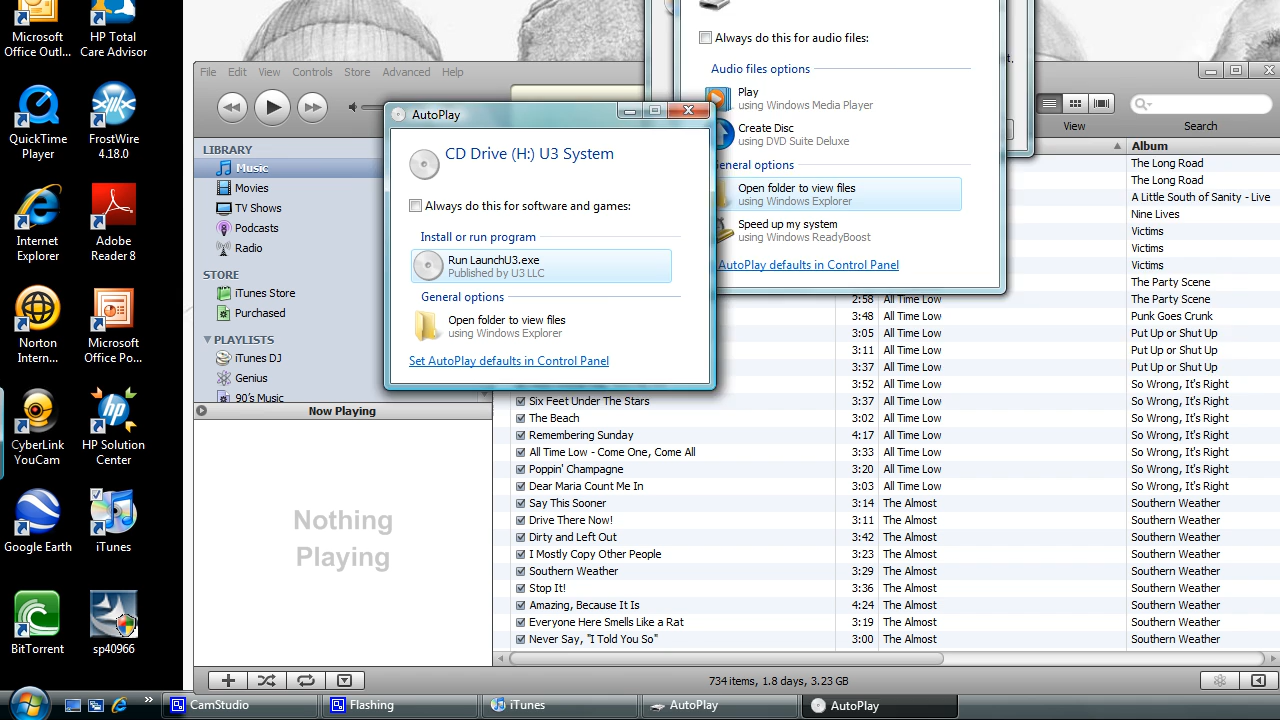 Microsoft
Office Outl...
HP Total
Care Advisor
QuickTime
Player
FrostWire
4.18.0
Internet
Explorer
Adobe
Reader 8
Norton
Intern...
Microsoft
Office Po...
CyberLink
YouCam
HP Solution
Center
Google Earth
iTunes
BitTorrent
sp40966
File Edit View Controls Store Advanced Help
View
Search
LIBRARY
Music
Movies
TV Shows
Podcasts
Radio
STORE
iTunes Store
Purchased
PLAYLISTS
iTunes DJ
Genius
90's Music
Now Playing
Nothing
Playing
AutoPlay
CD Drive (H:) U3 System
Always do this for software and games:
Install or run program
Run LaunchU3.exe
Published by U3 LLC
General options
Open folder to view files
using Windows Explorer
Set AutoPlay defaults in Control Panel
Always do this for audio files:
Audio files options
Play
using Windows Media Player
Create Disc
using DVD Suite Deluxe
General options
Open folder to view files
using Windows Explorer
Speed up my system
using Windows ReadyBoost
AutoPlay defaults in Control Panel
Album
The Long Road
The Long Road
A Little South of Sanity - Live
Nine Lives
Victims
Victims
Victims
The Party Scene
2:58 All Time Low The Party Scene
3:48 All Time Low Punk Goes Crunk
3:05 All Time Low Put Up or Shut Up
3:11 All Time Low Put Up or Shut Up
3:37 All Time Low Put Up or Shut Up
3:52 All Time Low So Wrong, It's Right
Six Feet Under The Stars 3:37 All Time Low So Wrong, It's Right
The Beach 3:02 All Time Low So Wrong, It's Right
Remembering Sunday 4:17 All Time Low So Wrong, It's Right
All Time Low - Come One, Come All 3:33 All Time Low So Wrong, It's Right
Poppin' Champagne 3:20 All Time Low So Wrong, It's Right
Dear Maria Count Me In 3:03 All Time Low So Wrong, It's Right
Say This Sooner 3:14 The Almost Southern Weather
Drive There Now! 3:11 The Almost Southern Weather
Dirty and Left Out 3:42 The Almost Southern Weather
I Mostly Copy Other People 3:23 The Almost Southern Weather
Southern Weather 3:29 The Almost Southern Weather
Stop It! 3:36 The Almost Southern Weather
Amazing, Because It Is 4:24 The Almost Southern Weather
Everyone Here Smells Like a Rat 3:19 The Almost Southern Weather
Never Say, "I Told You So" 3:00 The Almost Southern Weather
734 items, 1.8 days, 3.23 GB
CamStudio
Flashing
iTunes
AutoPlay
AutoPlay